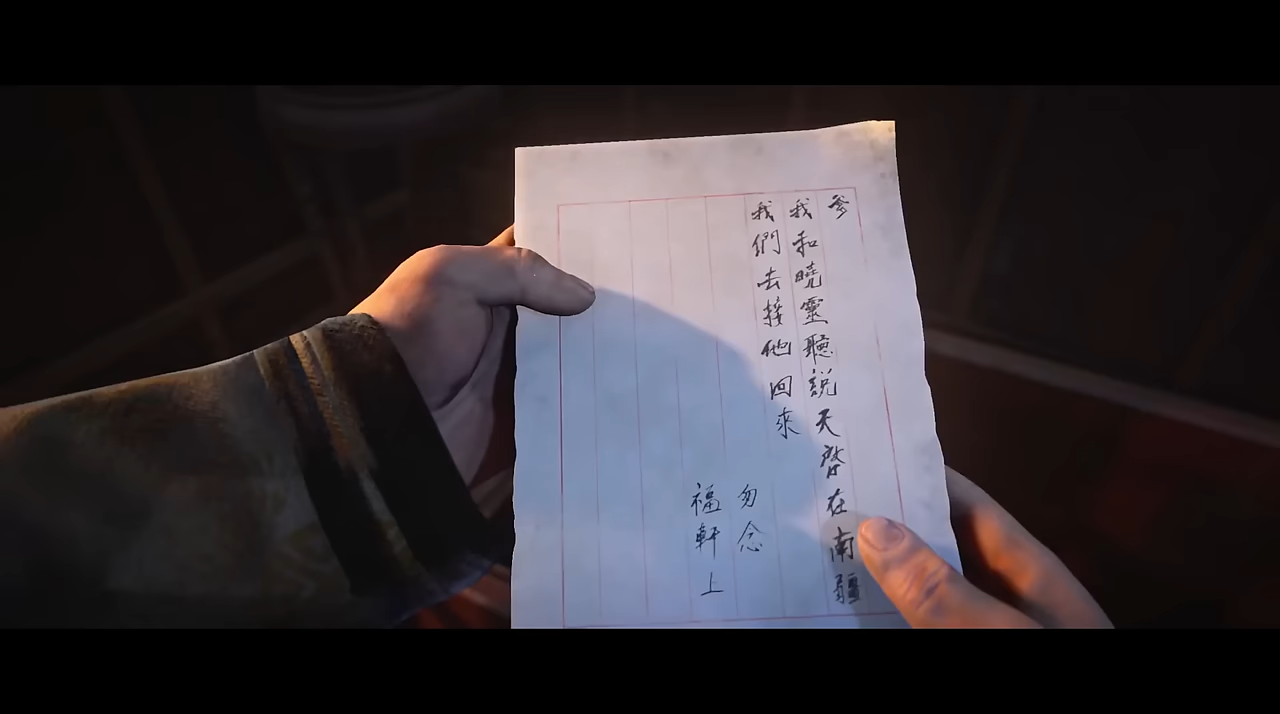 爹
我和曉靈聽說天啓在南疆
我們去接他回來
勿念
福軒上